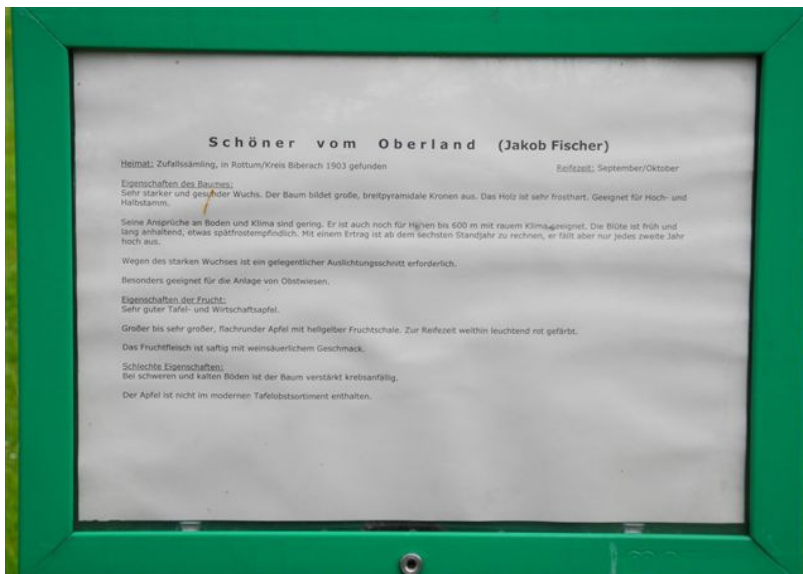 Schöner vom Oberland (Jakob Fischer)
Heimat: Zufallssämling, in Rottum/Kreis Biberach 1903 gefunden Reifezeit: September/Oktober
Eigenschaften des Baumes:
Sehr starker und gesunder Wuchs. Der Baum bildet große, breitpyramidale Kronen aus. Das Holz ist sehr frosthart. Geeignet für Hoch- und
Halbstamm.
Seine Ansprüche an Boden und Klima sind gering. Er ist auch noch für Höhen bis 600 m mit rauem Klima geeignet. Die Blüte ist früh und
lang anhaltend, etwas spätfrostempfindlich. Mit einem Ertrag ist ab dem sechsten Standjahr zu rechnen, er fällt aber nur jedes zweite Jahr
hoch aus.
Wegen des starken Wuchses ist ein gelegentlicher Auslichtungsschnitt erforderlich.
Besonders geeignet für die Anlage von Obstwiesen.
Eigenschaften der Frucht:
Sehr guter Tafel- und Wirtschaftsapfel.
Großer bis sehr großer, flachrunder Apfel mit hellgelber Fruchtschale. Zur Reifezeit weithin leuchtend rot gefärbt.
Das Fruchtfleisch ist saftig mit weinsäuerlichem Geschmack.
Schlechte Eigenschaften:
Bei schweren und kalten Böden ist der Baum verstärkt krebsanfällig.
Der Apfel ist nicht im modernen Tafelobstsortiment enthalten.